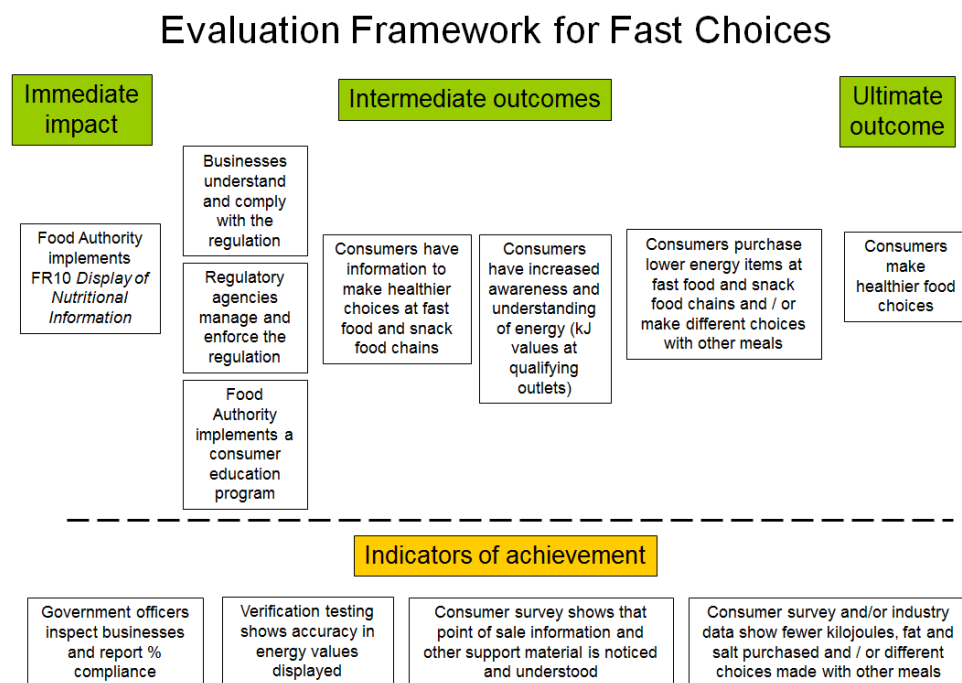 Evaluation Framework for Fast Choices
Immediate
impact
Intermediate outcomes
Ultimate
outcome
Food Authority
implements
FR10 Display of
Nutritional
Information
Businesses
understand
and comply
with the
regulation
Regulatory
agencies
manage and
enforce the
regulation
Food
Authority
implements a
consumer
education
program
Consumers have
information to
make healthier
choices at fast
food and snack
food chains
Consumers
have increased
awareness and
understanding
of energy (kJ
values at
qualifying
outlets)
Consumers purchase
lower energy items at
fast food and snack
food chains and / or
make different choices
with other meals
Consumers
make
healthier food
choices
Indicators of achievement
Government officers
inspect businesses
and report %
compliance
Verification testing
shows accuracy in
energy values
displayed
Consumer survey shows that
point of sale information and
other support material is noticed
and understood
Consumer survey and/or industry
data show fewer kilojoules, fat and
salt purchased and / or different
choices made with other meals